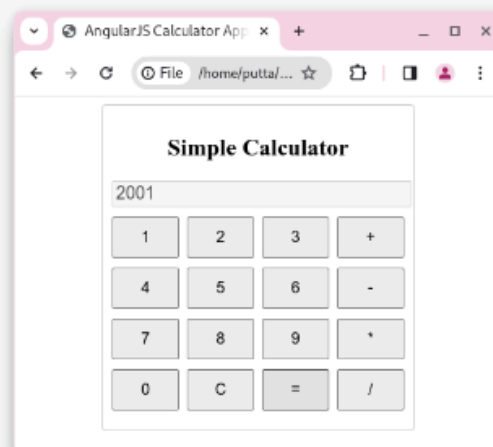 AngularJS Calculator App
File /home/putta/...
Simple Calculator
2001
1 2 3 +
4 5 6 -
7 8 9 *
0 C = /